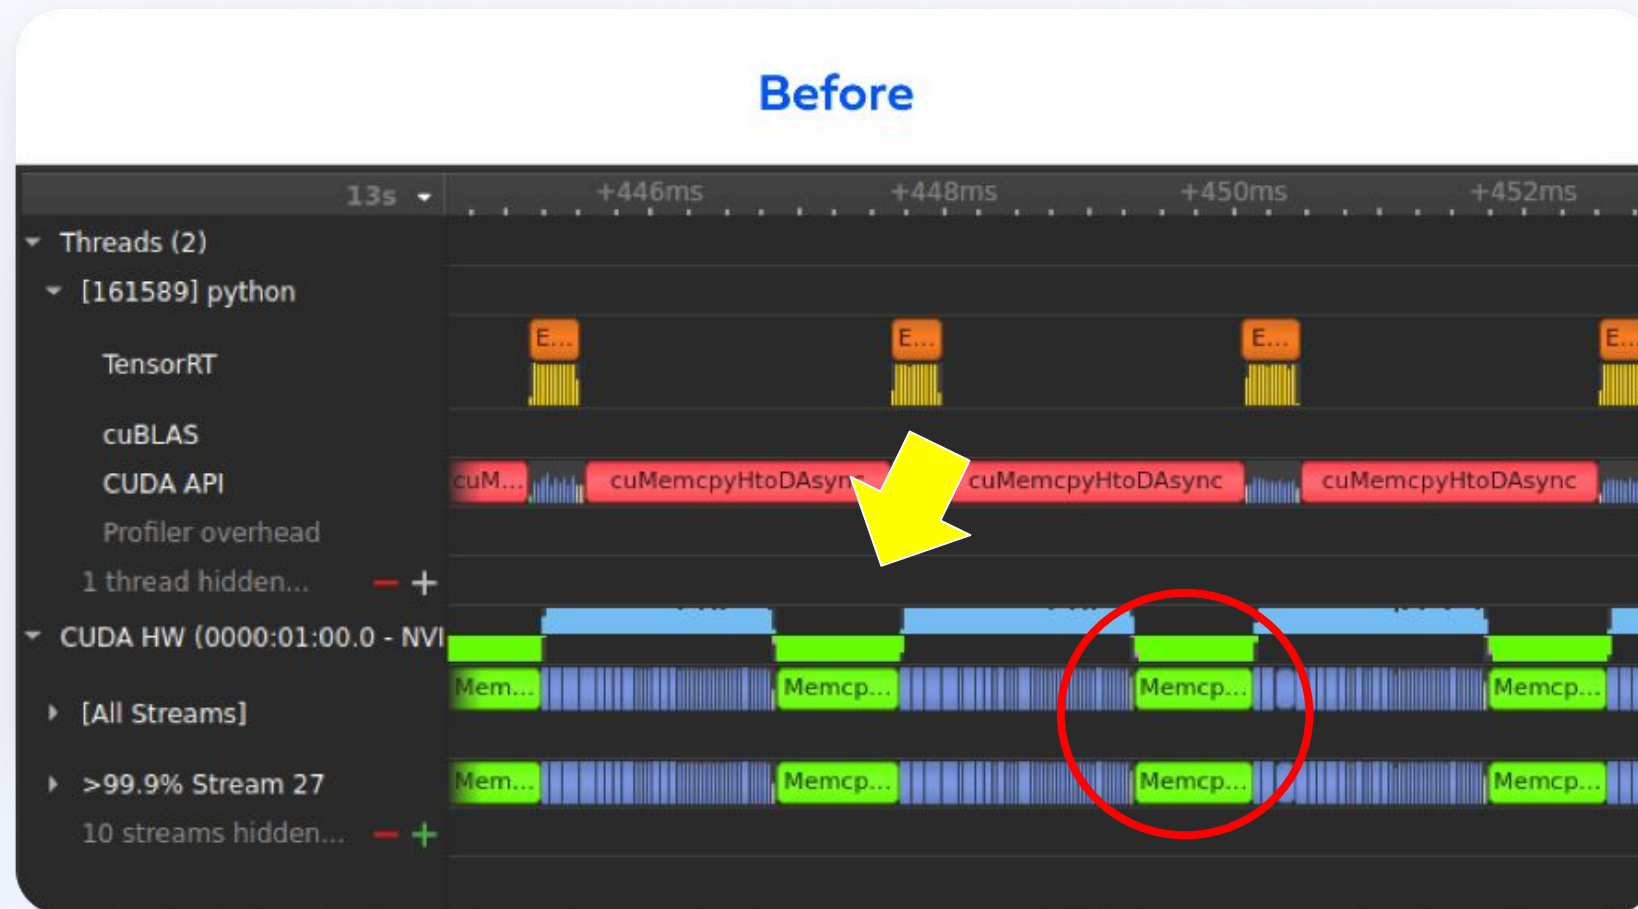 Before
13s +446ms +448ms +450ms +452ms
Threads (2)
[161589] python
E... E... E... E...
TensorRT
cuBLAS
CUDA API cuM... cuMemcpyHtoDAsync cuMemcpyHtoDAsync cuMemcpyHtoDAsync
Profiler overhead
1 thread hidden...
CUDA HW (0000:01:00.0 - NVI
Mem... Memcp... Memcp... Memcp...
[All Streams]
>99.9% Stream 27 Mem... Memcp... Memcp... Memcp...
10 streams hidden...